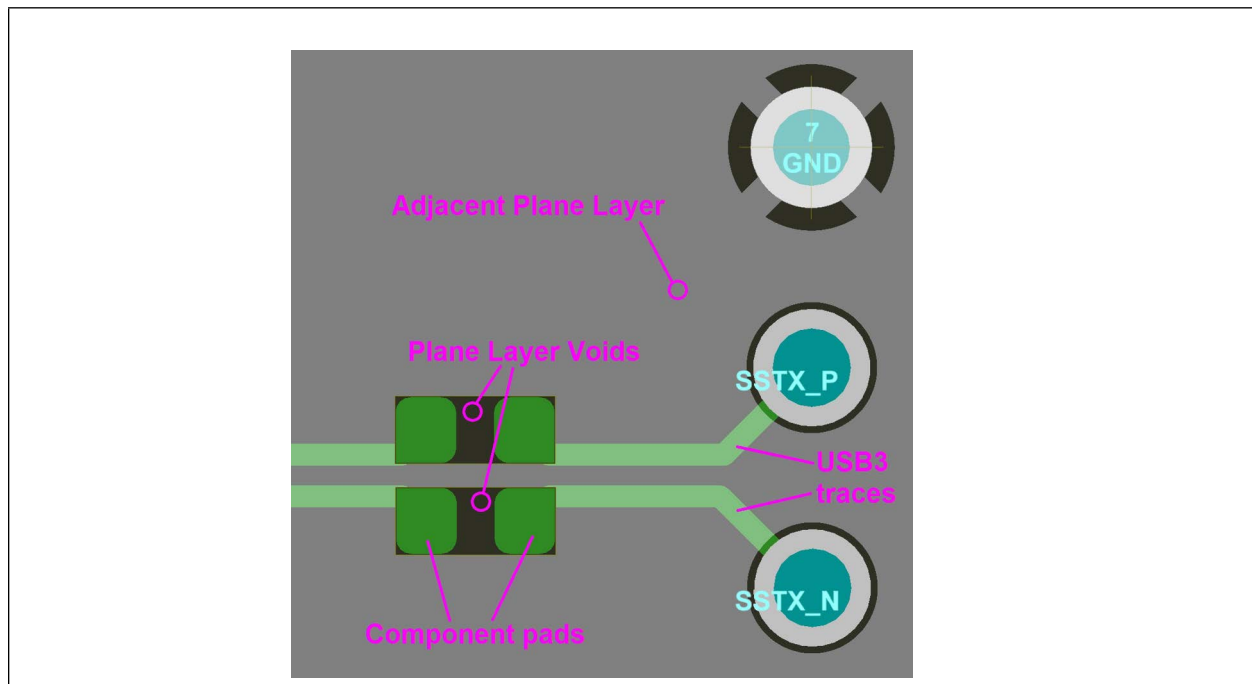 7
GND
Adjacent Plane Layer
Plane Layer Voids
SSTX_P
USB3
traces
SSTX_N
Component pads